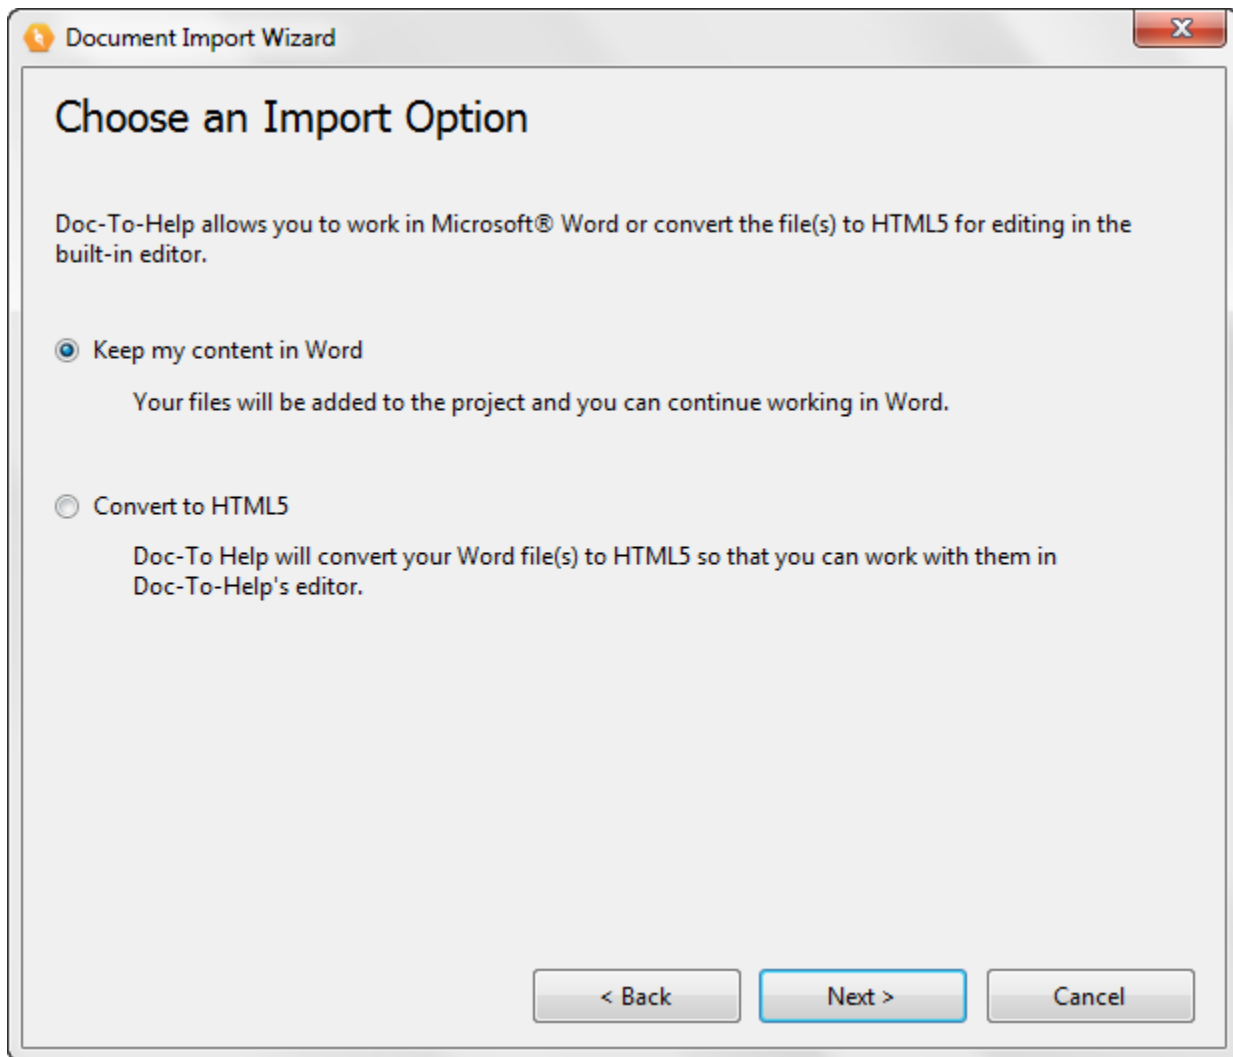 Document Import Wizard
Choose an Import Option
Doc-To-Help allows you to work in Microsoft® Word or convert the file(s) to HTML5 for editing in the
built-in editor.
Keep my content in Word
Your files will be added to the project and you can continue working in Word.
Convert to HTML5
Doc-To Help will convert your Word file(s) to HTML5 so that you can work with them in
Doc-To-Help's editor.
< Back Next > Cancel